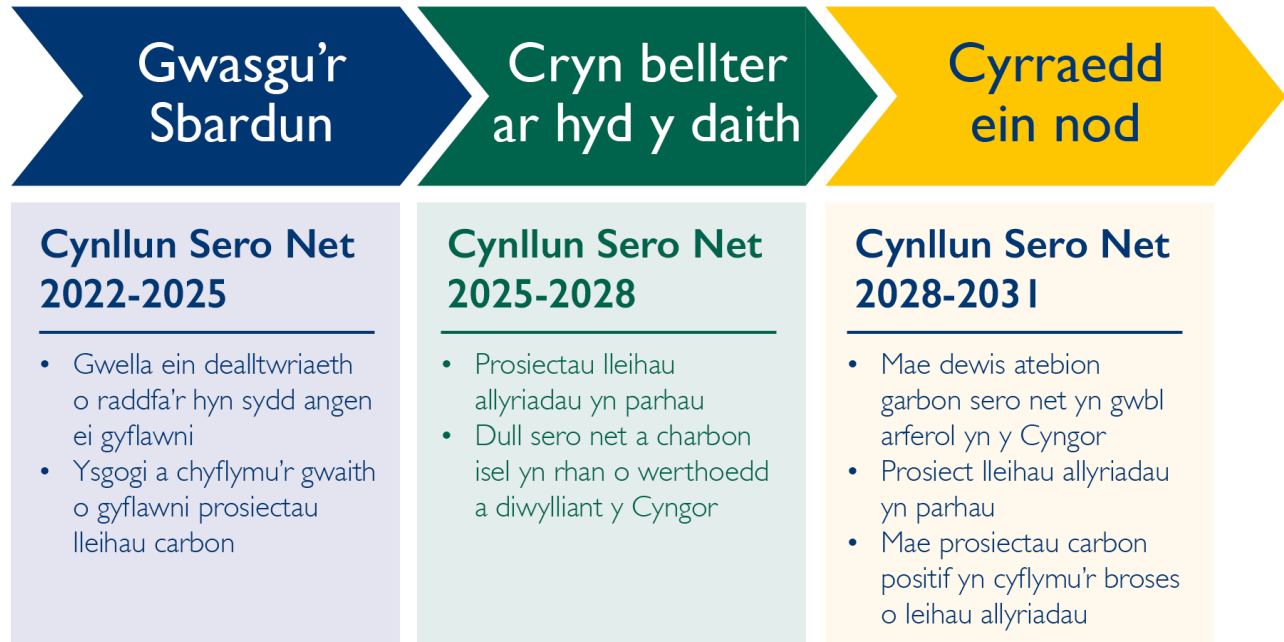 Gwasgu’r
Sbardun
Cryn bellter
ar hyd y daith
Cyrraedd
ein nod
Cynllun Sero Net
2022-2025
• Gwella ein dealltwriaeth
o raddfa’r hyn sydd angen
ei gyflawni
• Ysgogi a chyflymu’r gwaith
o gyflawni prosiectau
lleihau carbon
Cynllun Sero Net
2025-2028
• Prosiectau lleihau
allyriadau yn parhau
• Dull sero net a charbon
isel yn rhan o werthoedd
a diwylliant y Cyngor
Cynllun Sero Net
2028-2031
• Mae dewis atebion
garbon sero net yn gwbl
arferol yn y Cyngor
• Prosiect lleihau allyriadau
yn parhau
• Mae prosiectau carbon
positif yn cyflymu’r broses
o leihau allyriadau